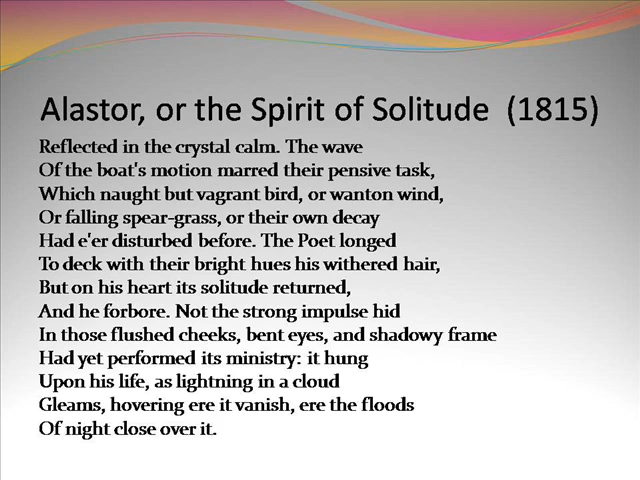 Alastor, or the Spirit of Solitude (1815)
Reflected in the crystal calm. The wave
Of the boat's motion marred their pensive task,
Which naught but vagrant bird, or wanton wind,
Or falling spear-grass, or their own decay
Had e'er disturbed before. The Poet longed
To deck with their bright hues his withered hair,
But on his heart its solitude returned,
And he forbore. Not the strong impulse hid
In those flushed cheeks, bent eyes, and shadowy frame
Had yet performed its ministry: it hung
Upon his life, as lightning in a cloud
Gleams, hovering ere it vanish, ere the floods
Of night close over it.